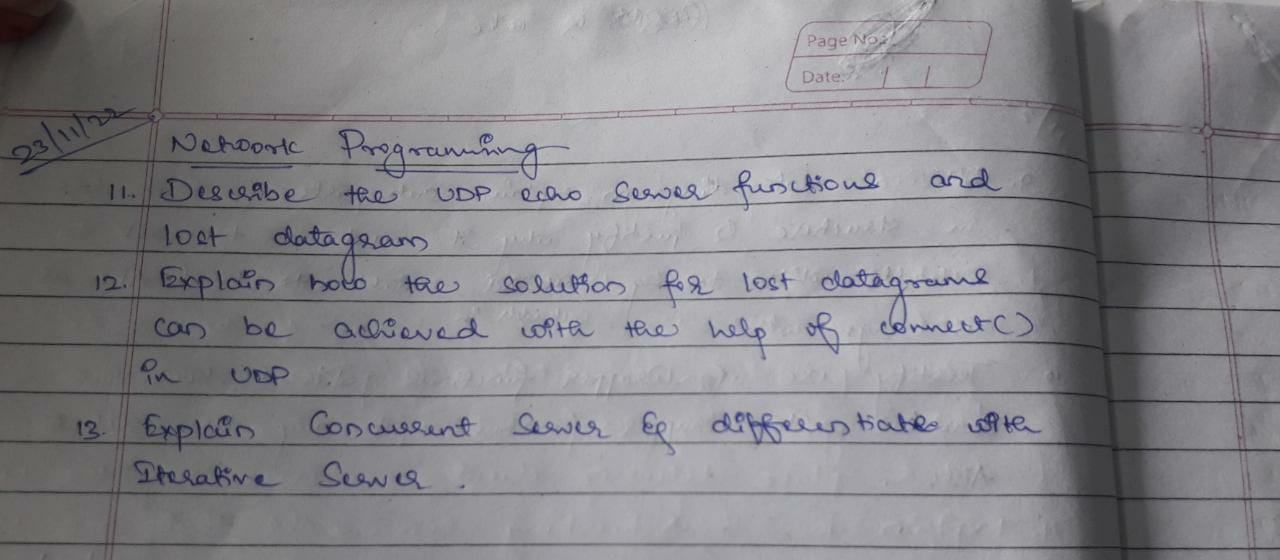 Page No.:
Date: / /
23/11/22
Network Programming
11. Describe the UDP echo server functions and
lost datagram
12. Explain how the solution for lost datagrams
can be achieved with the help of connect()
in UDP
13. Explain Concurrent Server & differentiate with
Iterative Server.